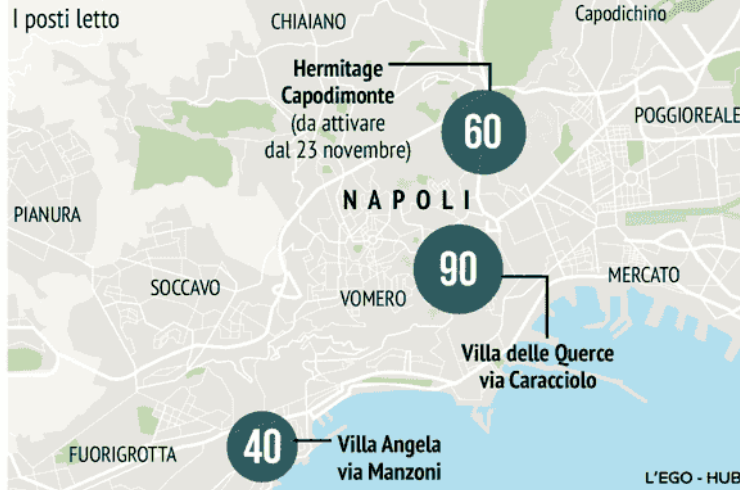 I posti letto
CHIAIANO
Capodichino
Hermitage
Capodimonte
(da attivare
dal 23 novembre)
60
POGGIOREALE
NAPOLI
PIANURA
90
SOCCAVO
VOMERO
MERCATO
Villa delle Querce
via Caracciolo
FUORIGROTTA
40
Villa Angela
via Manzoni
L'EGO - HUB